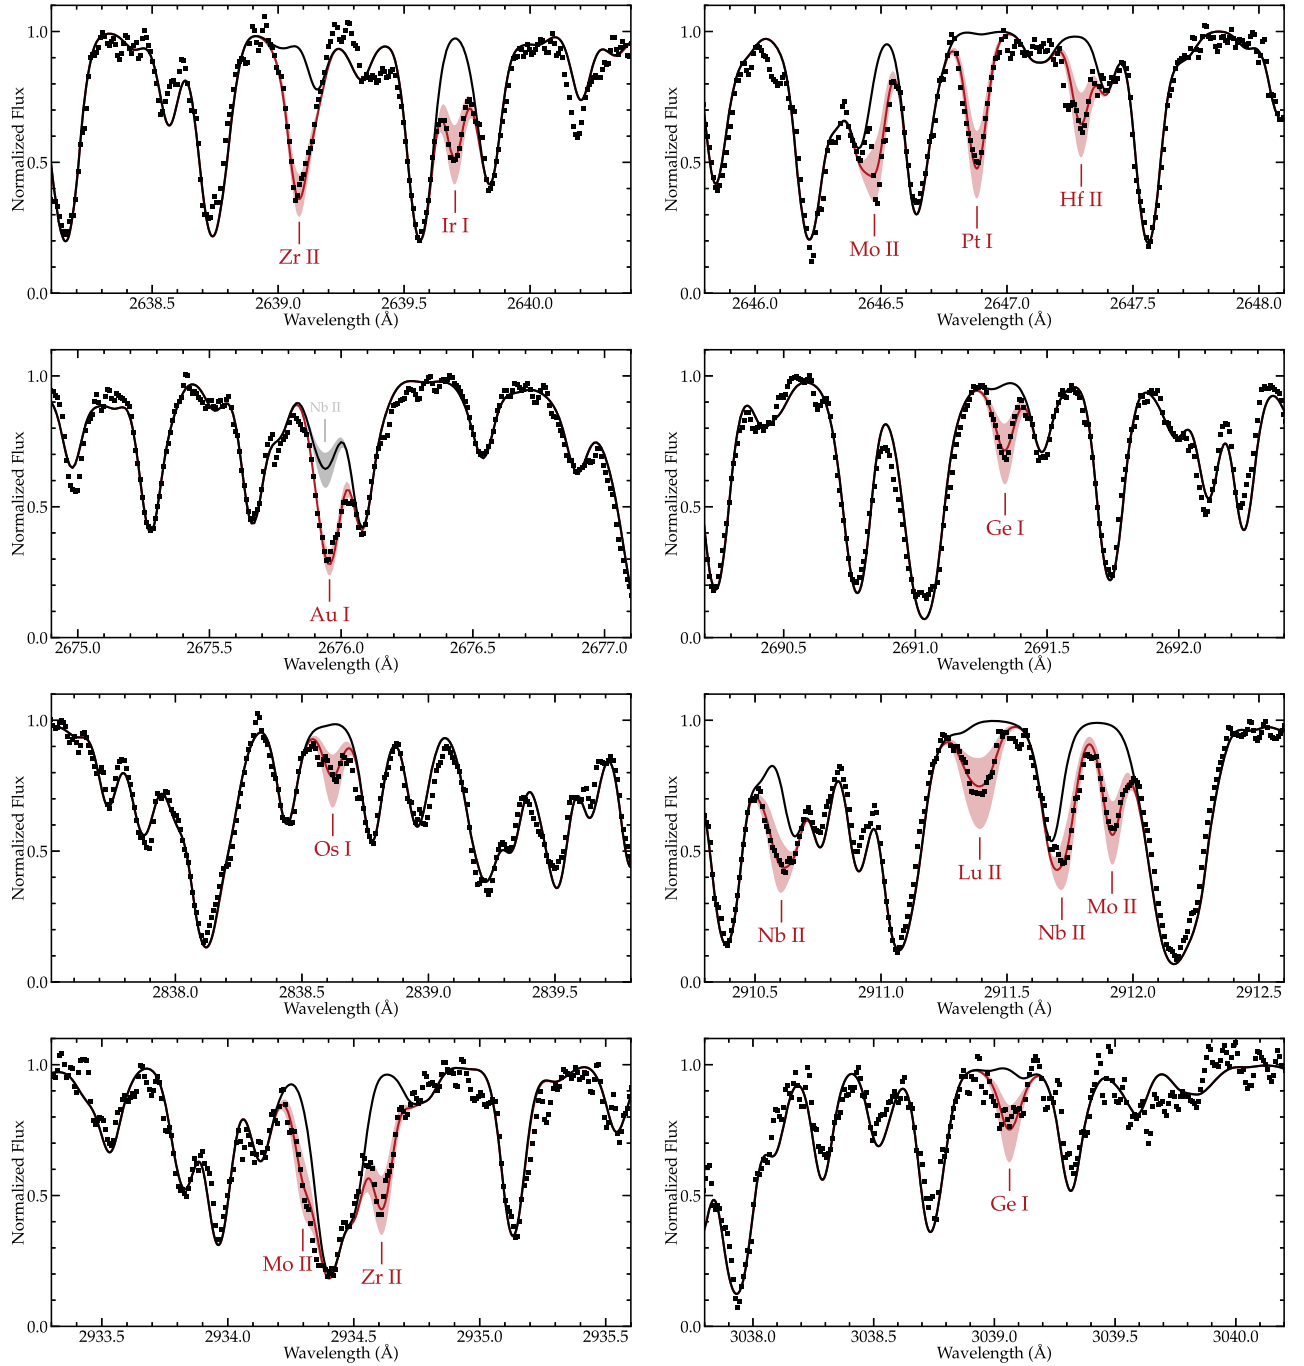 1.0
0.5
0.0
Normalized Flux
Zr II
Ir I
2638.5 2639.0 2639.5 2640.0
Wavelength (Å)
1.0
0.5
0.0
Normalized Flux
Mo II
Pt I
Hf II
2646.0 2646.5 2647.0 2647.5 2648.0
Wavelength (Å)
1.0
0.5
0.0
Normalized Flux
Nb II
Au I
2675.0 2675.5 2676.0 2676.5 2677.0
Wavelength (Å)
1.0
0.5
0.0
Normalized Flux
Ge I
2690.5 2691.0 2691.5 2692.0
Wavelength (Å)
1.0
0.5
0.0
Normalized Flux
Os I
2838.0 2838.5 2839.0 2839.5
Wavelength (Å)
1.0
0.5
0.0
Normalized Flux
Nb II
Lu II
Nb II
Mo II
2910.5 2911.0 2911.5 2912.0 2912.5
Wavelength (Å)
1.0
0.5
0.0
Normalized Flux
Mo II
Zr II
2933.5 2934.0 2934.5 2935.0 2935.5
Wavelength (Å)
1.0
0.5
0.0
Normalized Flux
Ge I
3038.0 3038.5 3039.0 3039.5 3040.0
Wavelength (Å)